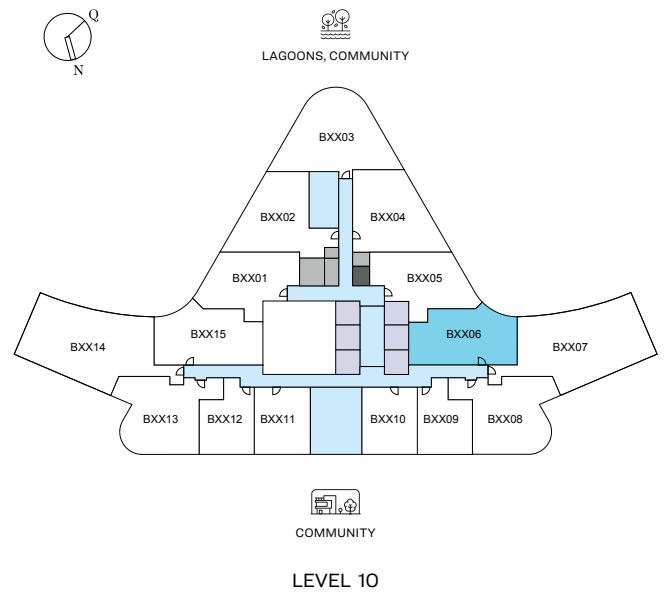 Q
N
LAGOONS, COMMUNITY
BXX03
BXX02
BXX04
BXX01
BXX05
BXX15
BXX06
BXX14
BXX07
BXX13
BXX12
BXX11
BXX10
BXX09
BXX08
COMMUNITY
LEVEL 10